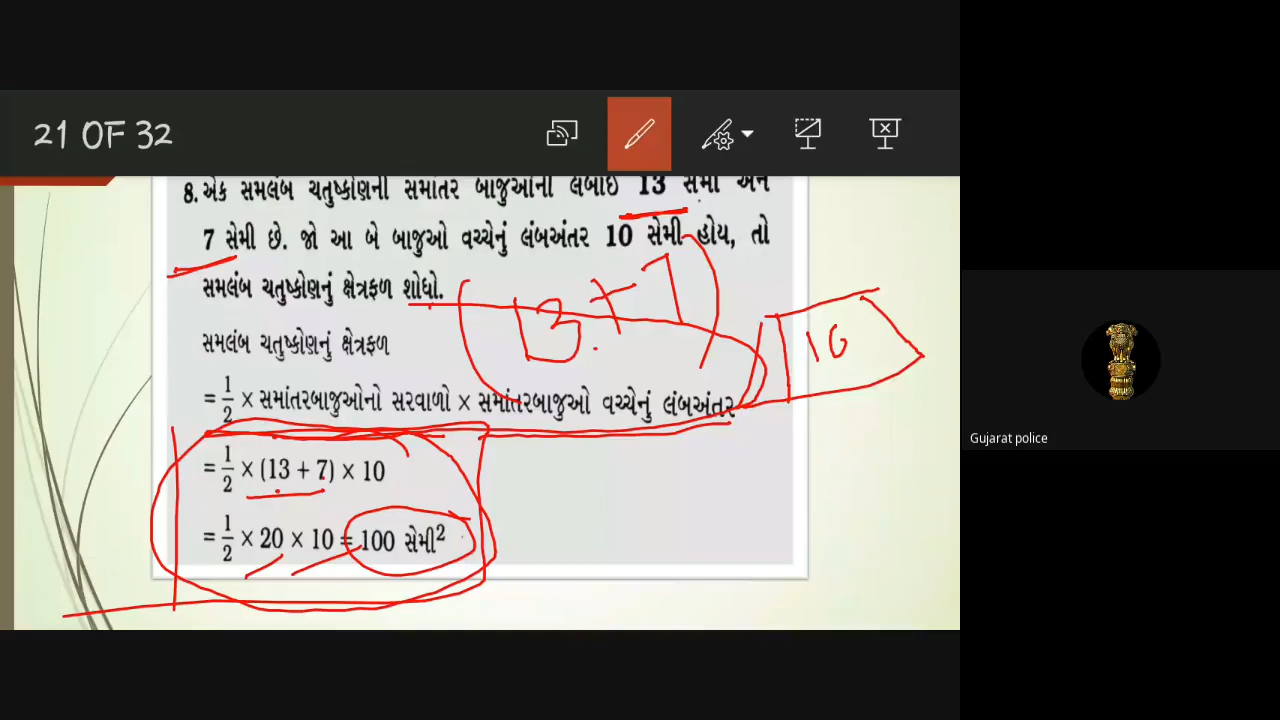 21 OF 32
8. એક સમલંબ ચતુષ્કોણની સમાંતર બાજુઓની લંબાઈ 13 સેમી અને
7 સેમી છે. જો આ બે બાજુઓ વચ્ચેનું લંબઅંતર 10 સેમી હોય, તો
સમલંબ ચતુષ્કોણનું ક્ષેત્રફળ શોધો.
13 + 7
10
સમલંબ ચતુષ્કોણનું ક્ષેત્રફળ
= 1/2 × સમાંતરબાજુઓનો સરવાળો × સમાંતરબાજુઓ વચ્ચેનું લંબઅંતર
= 1/2 × (13 + 7) × 10
= 1/2 × 20 × 10 = 100 સેમી²
Gujarat police